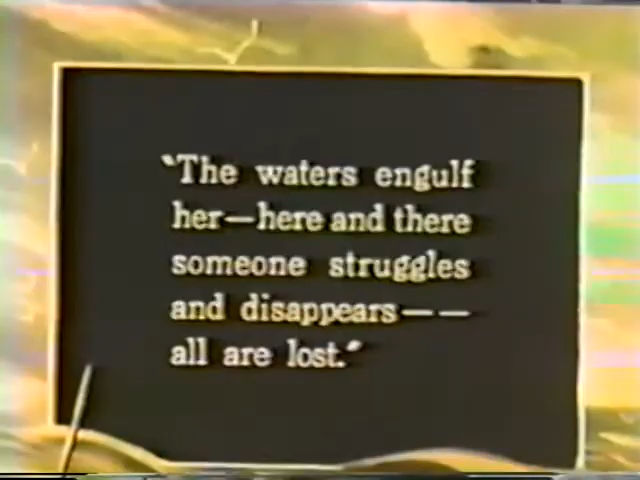 "The waters engulf
her—here and there
someone struggles
and disappears——
all are lost."